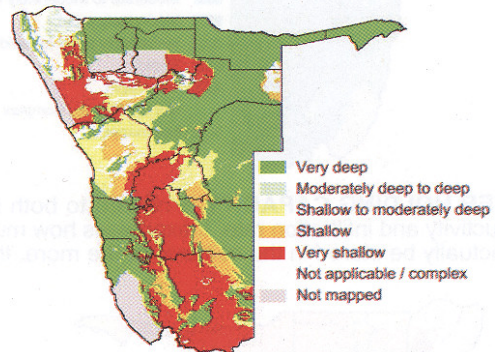 Very deep
Moderately deep to deep
Shallow to moderately deep
Shallow
Very shallow
Not applicable / complex
Not mapped